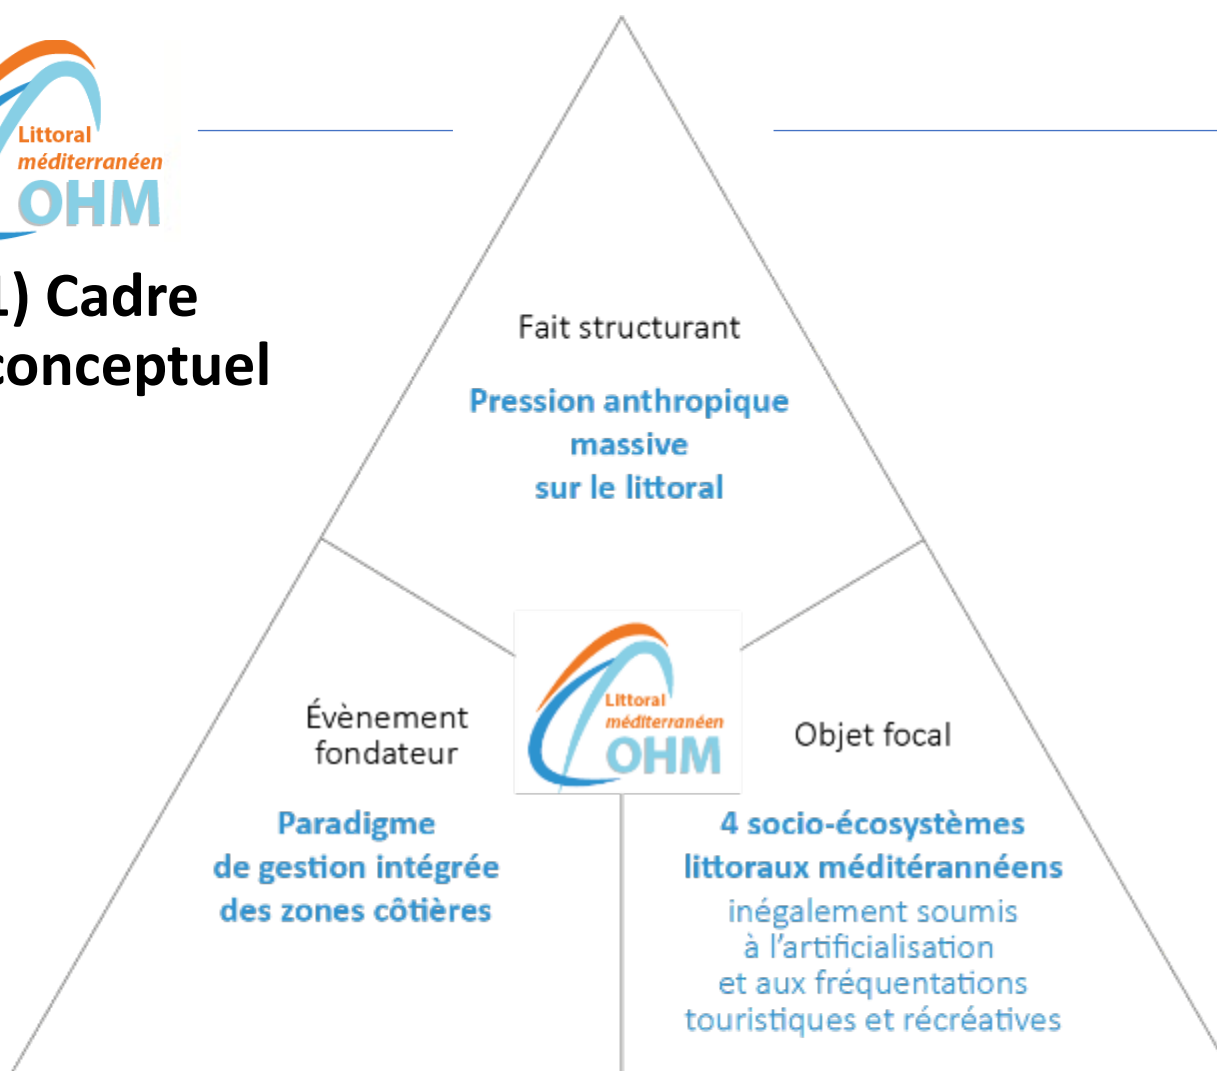 Littoral
méditerranéen
OHM
1) Cadre
conceptuel
Fait structurant
Pression anthropique
massive
sur le littoral
Littoral
méditerranéen
OHM
Évènement
fondateur
Paradigme
de gestion intégrée
des zones côtières
Objet focal
4 socio-écosystèmes
littoraux méditérannéens
inégalement soumis
à l’artificialisation
et aux fréquentations
touristiques et récréatives